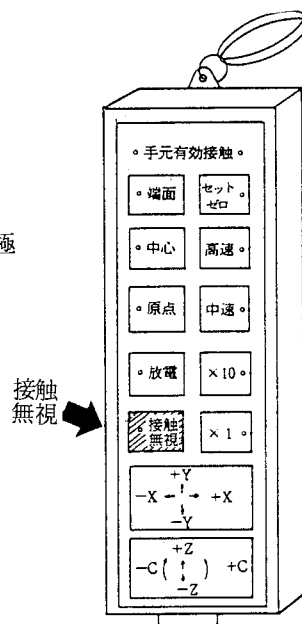 手元有効接触
端面 セットゼロ
極
中心 高速
原点 中速
放電 ×10
接触無視
接触無視 ×1
+Y
-X +X
-Y
+Z
-C ( ) +C
-Z